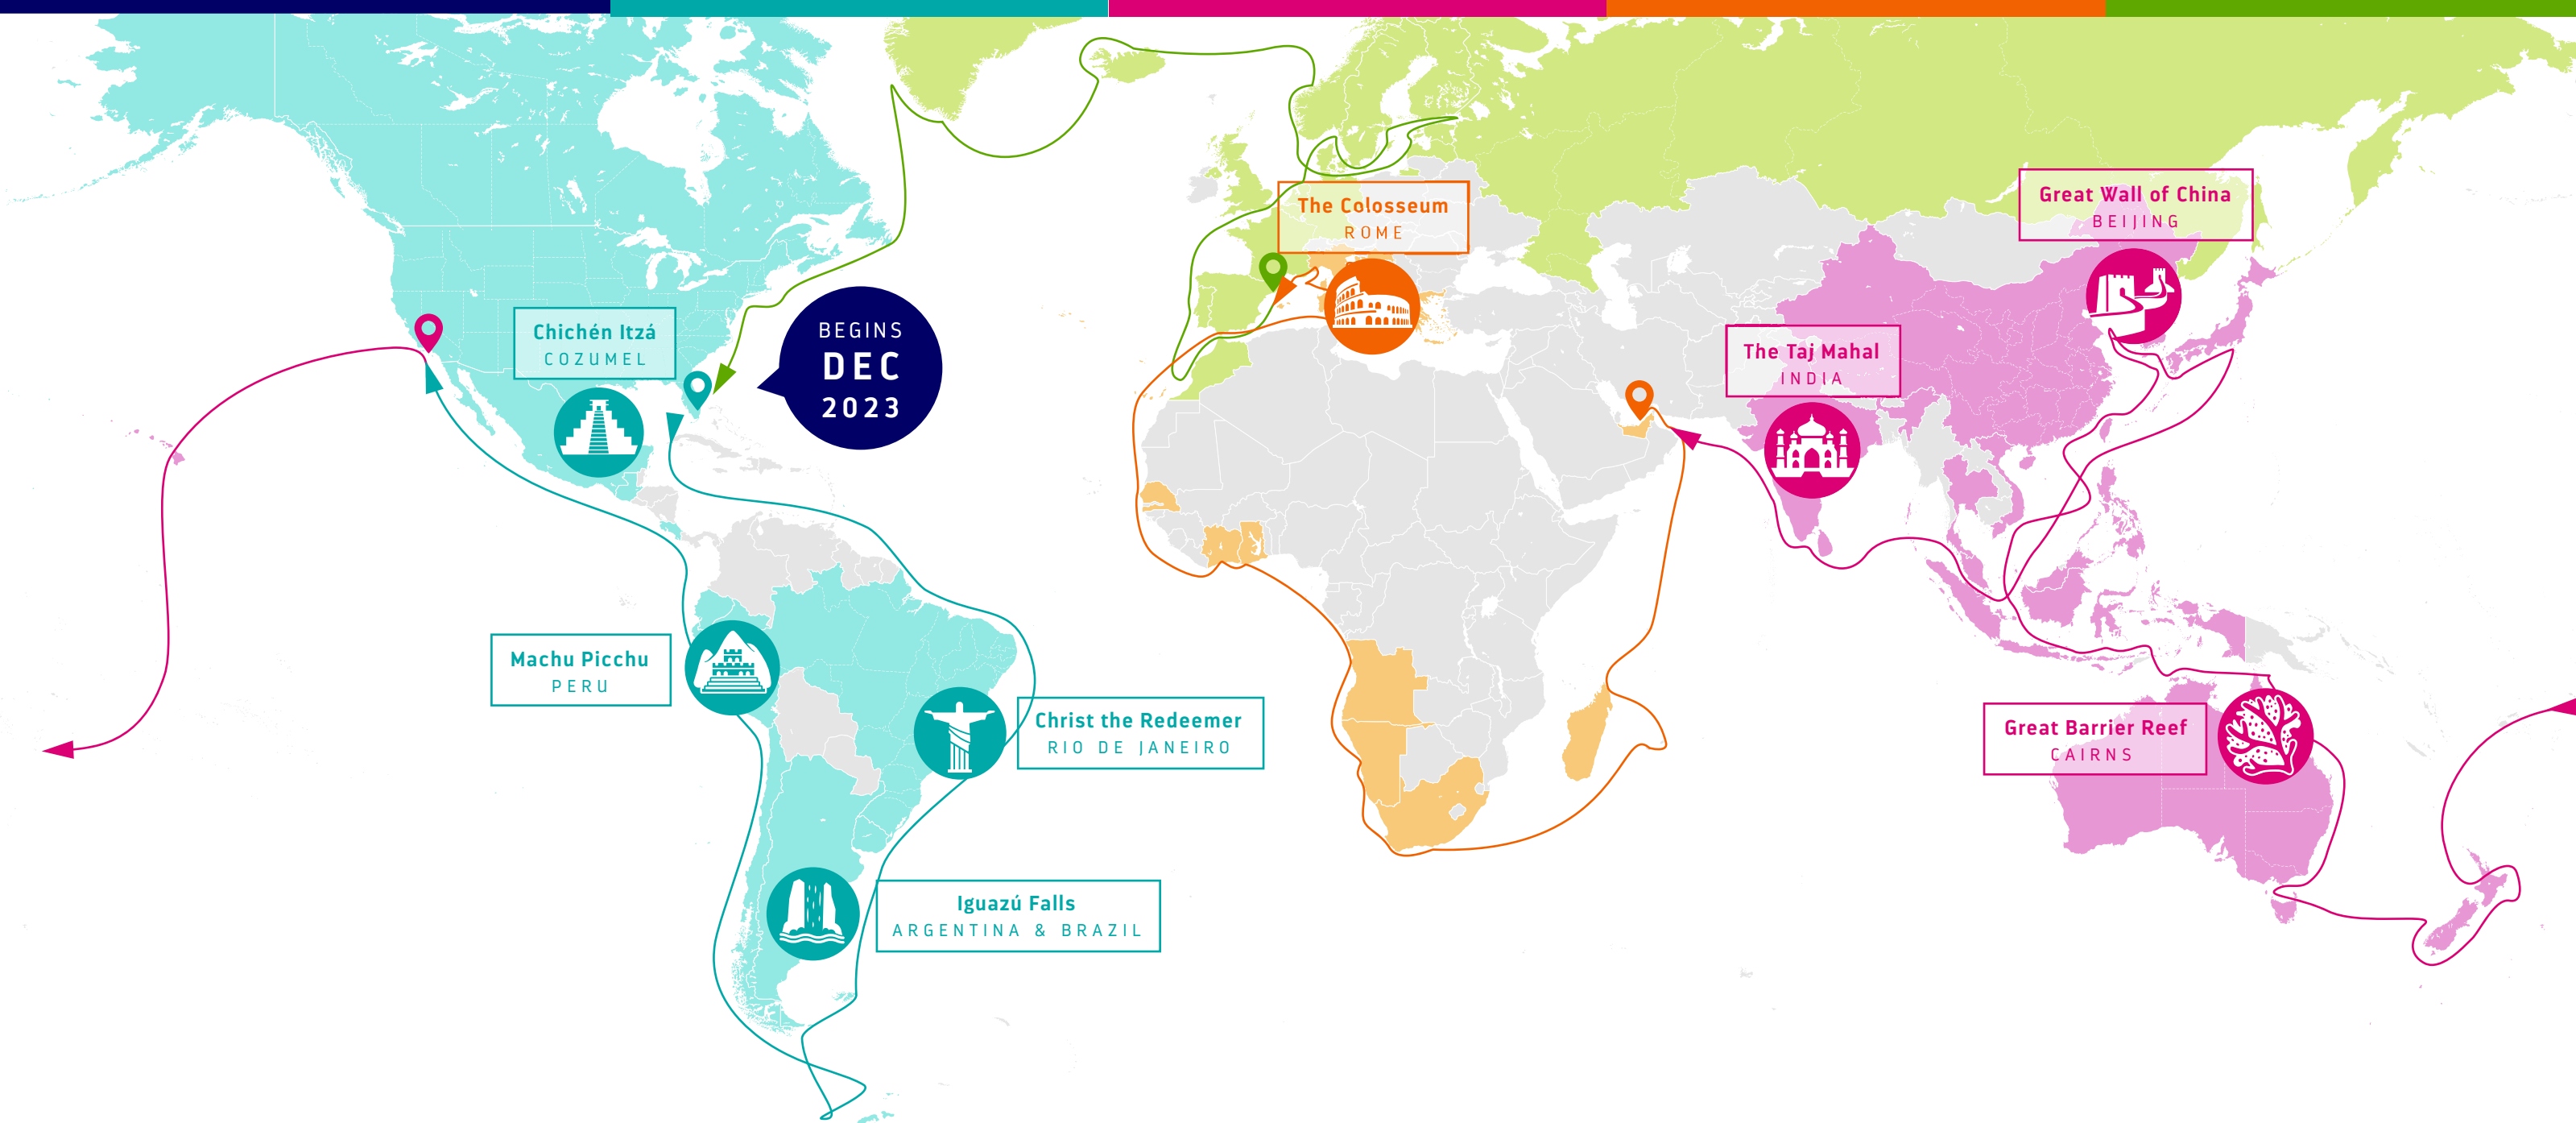 Great Wall of China
BEIJING
The Colosseum
ROME
BEGINS
DEC
2023
Chichén Itzá
COZUMEL
The Taj Mahal
INDIA
Machu Picchu
PERU
Christ the Redeemer
RIO DE JANEIRO
Great Barrier Reef
CAIRNS
Iguazú Falls
ARGENTINA & BRAZIL